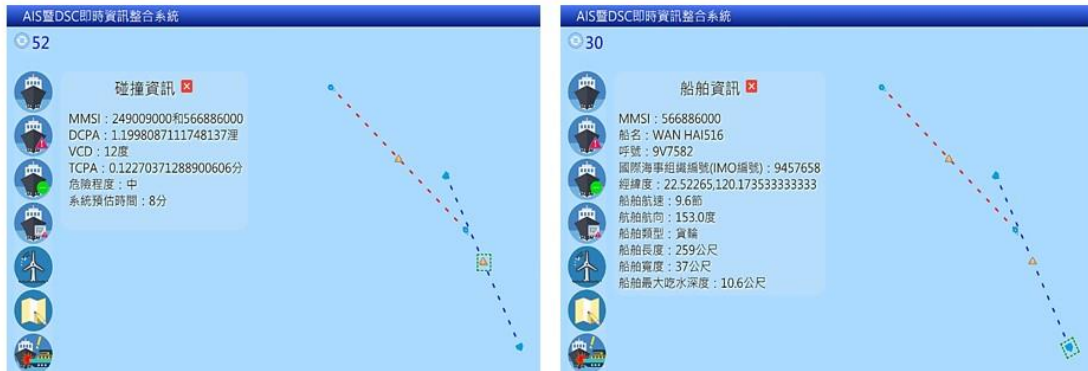 AIS暨DSC即時資訊整合系統
52
碰撞資訊
MMSI：249009000和566886000
DCPA：1.1998087111748137浬
VCD：12度
TCPA：0.12270371288900606分
危險程度：中
系統預估時間：8分
AIS暨DSC即時資訊整合系統
30
船舶資訊
MMSI：566886000
船名：WAN HAI516
呼號：9V7582
國際海事組織編號(IMO編號)：9457658
經緯度：22.52265,120.173533333333
船舶航速：9.6節
航舶航向：153.0度
船舶類型：貨輪
船舶長度：259公尺
船舶寬度：37公尺
船舶最大吃水深度：10.6公尺